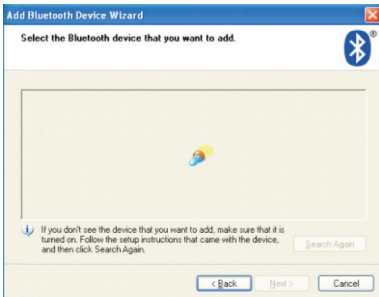 Add Bluetooth Device Wizard
Select the Bluetooth device that you want to add.
®
If you don't see the device that you want to add, make sure that it is
turned on. Follow the setup instructions that came with the device,
and then click Search Again.
Search Again
< Back
Next >
Cancel